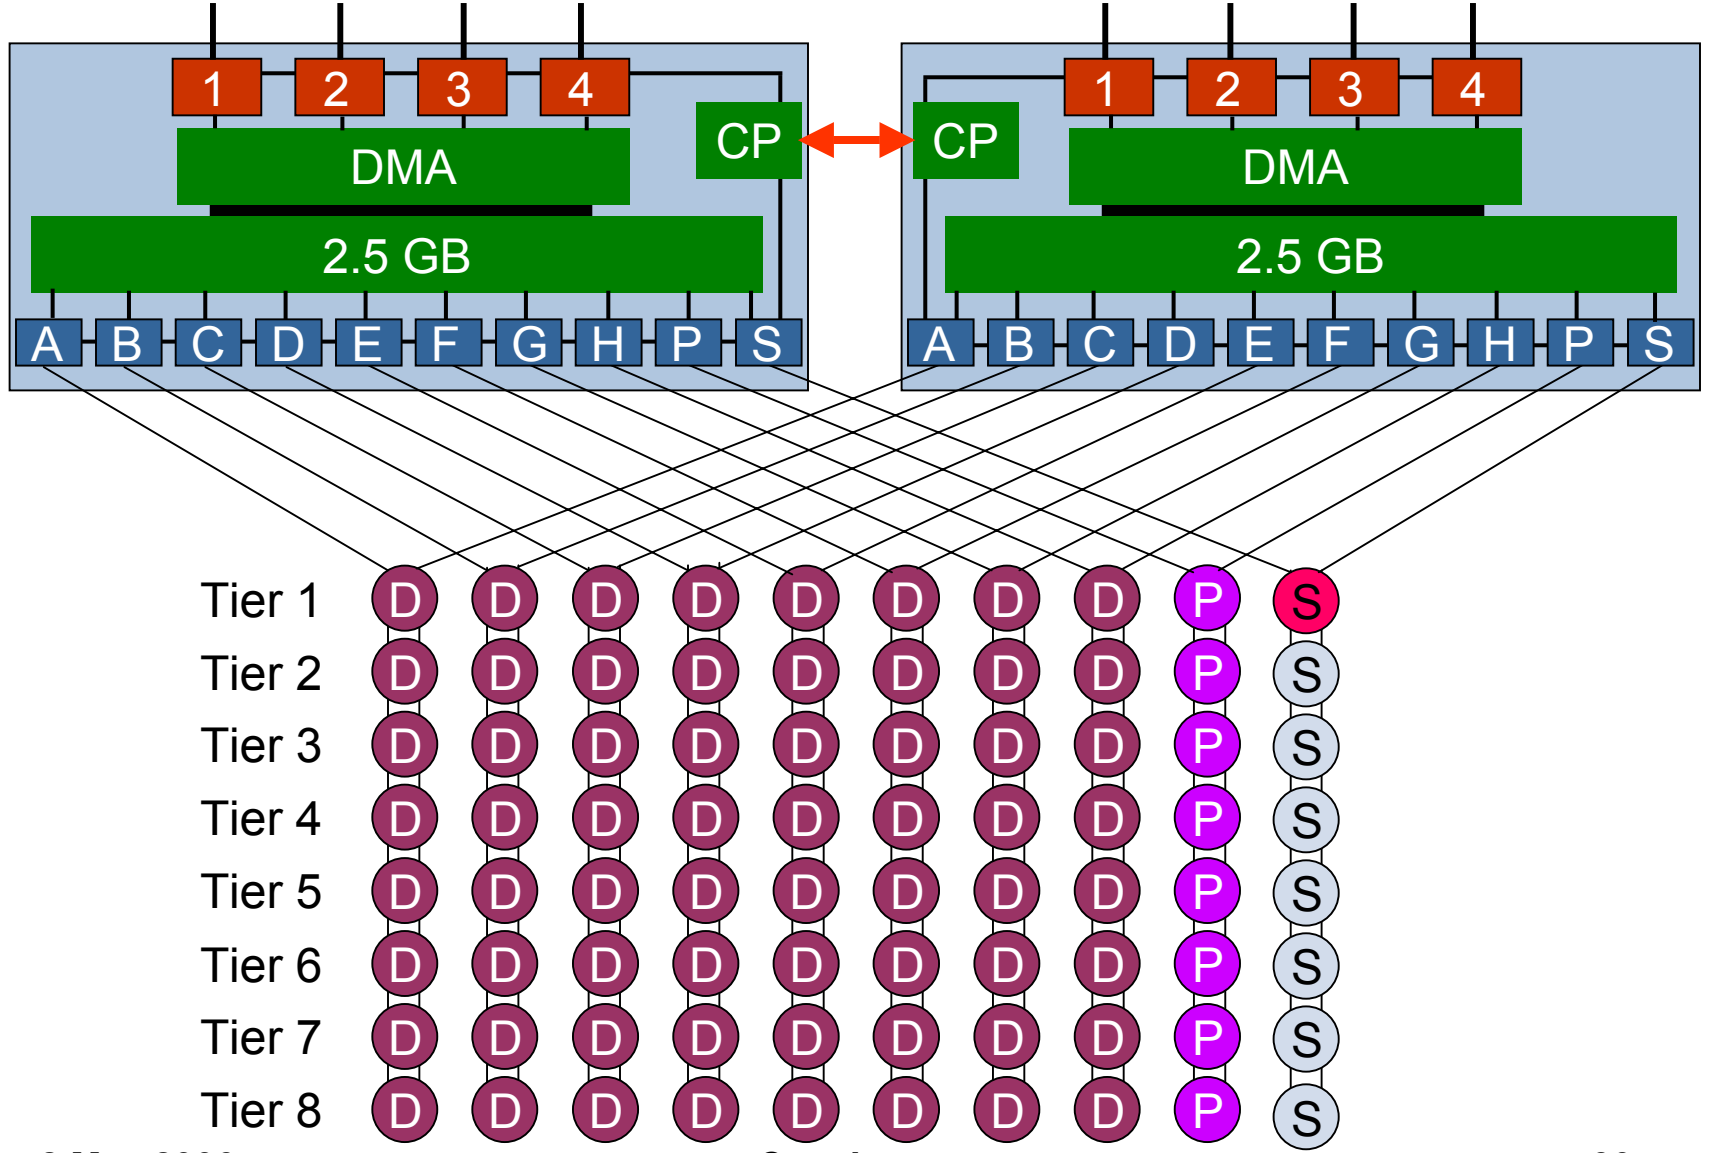 1 2 3 4 1 2 3 4
CP CP
DMA DMA
2.5 GB 2.5 GB
A B C D E F G H P S A B C D E F G H P S
Tier 1 D D D D D D D D P S
Tier 2 D D D D D D D D P S
Tier 3 D D D D D D D D P S
Tier 4 D D D D D D D D P S
Tier 5 D D D D D D D D P S
Tier 6 D D D D D D D D P S
Tier 7 D D D D D D D D P S
Tier 8 D D D D D D D D P S